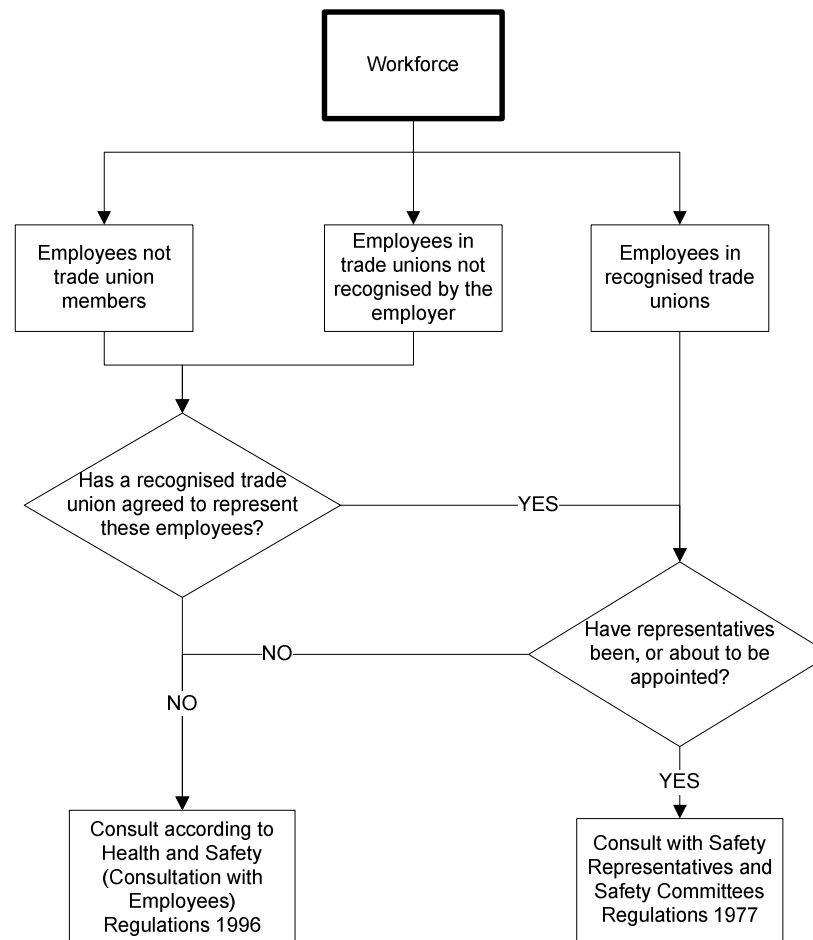 Workforce
Employees not
trade union
members
Employees in
trade unions not
recognised by the
employer
Employees in
recognised trade
unions
Has a recognised trade
union agreed to represent
these employees?
YES
Have representatives
been, or about to be
appointed?
NO
NO
YES
Consult according to
Health and Safety
(Consultation with
Employees)
Regulations 1996
Consult with Safety
Representatives and
Safety Committees
Regulations 1977